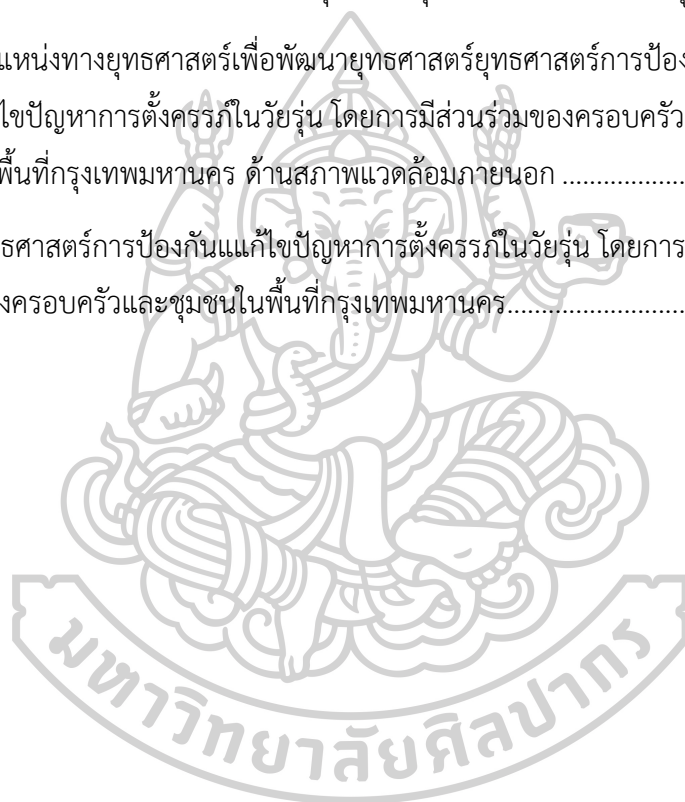 แหน่งทางยุทธศาสตร์เพื่อพัฒนายุทธศาสตร์ยุทธศาสตร์การป้อง
ไขปัญหาการตั้งครรภ์ในวัยรุ่น โดยการมีส่วนร่วมของครอบครัว
พื้นที่กรุงเทพมหานคร ด้านสภาพแวดล้อมภายนอก ..................
ธศาสตร์การป้องกันแแก้ไขปัญหาการตั้งครรภ์ในวัยรุ่น โดยการ
งครอบครัวและชุมชนในพื้นที่กรุงเทพมหานคร..........................
มหาวิทยาลัยศิลปากร